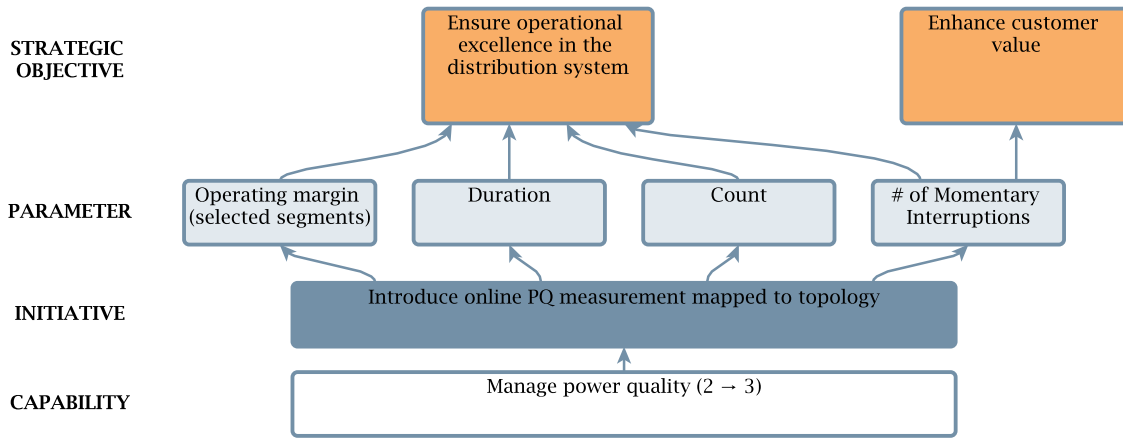 STRATEGIC
OBJECTIVE
Ensure operational
excellence in the
distribution system
Enhance customer
value
PARAMETER
Operating margin
(selected segments)
Duration
Count
# of Momentary
Interruptions
INITIATIVE
Introduce online PQ measurement mapped to topology
CAPABILITY
Manage power quality (2 → 3)